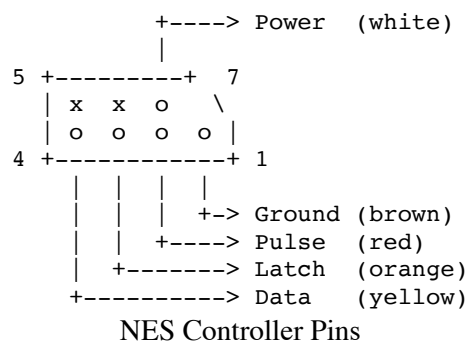 +----> Power (white)
|
5 +---------+ 7
| x x o \
| o o o o |
4 +------------+ 1
| | | |
| | | +-> Ground (brown)
| | +----> Pulse (red)
| +-------> Latch (orange)
+----------> Data (yellow)
NES Controller Pins